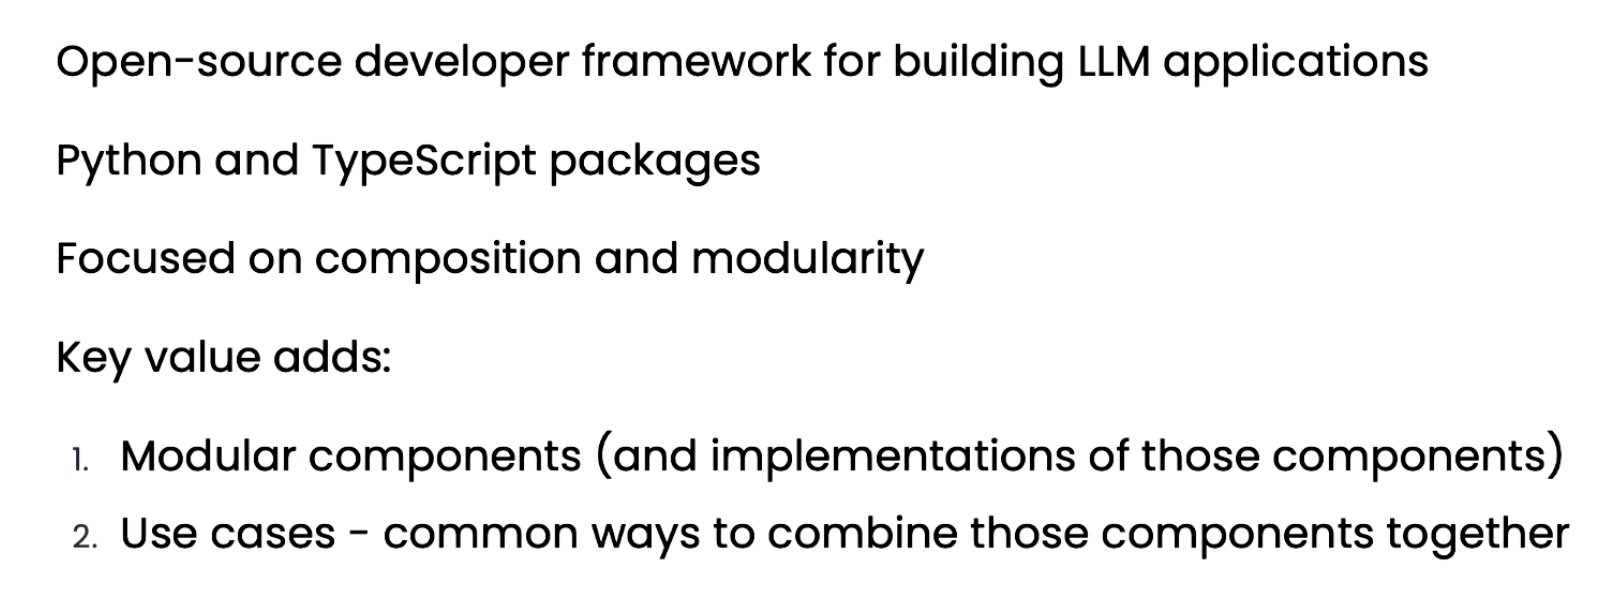 Open-source developer framework for building LLM applications
Python and TypeScript packages
Focused on composition and modularity
Key value adds:
1. Modular components (and implementations of those components)
2. Use cases - common ways to combine those components together